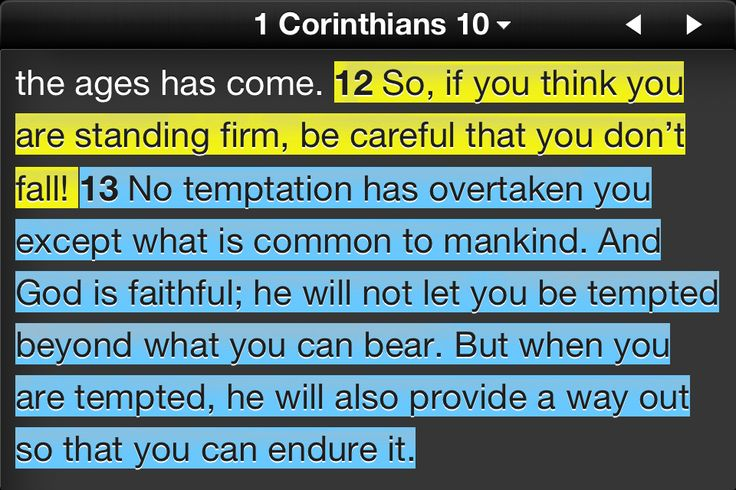 1 Corinthians 10
the ages has come. 12 So, if you think you
are standing firm, be careful that you don’t
fall! 13 No temptation has overtaken you
except what is common to mankind. And
God is faithful; he will not let you be tempted
beyond what you can bear. But when you
are tempted, he will also provide a way out
so that you can endure it.